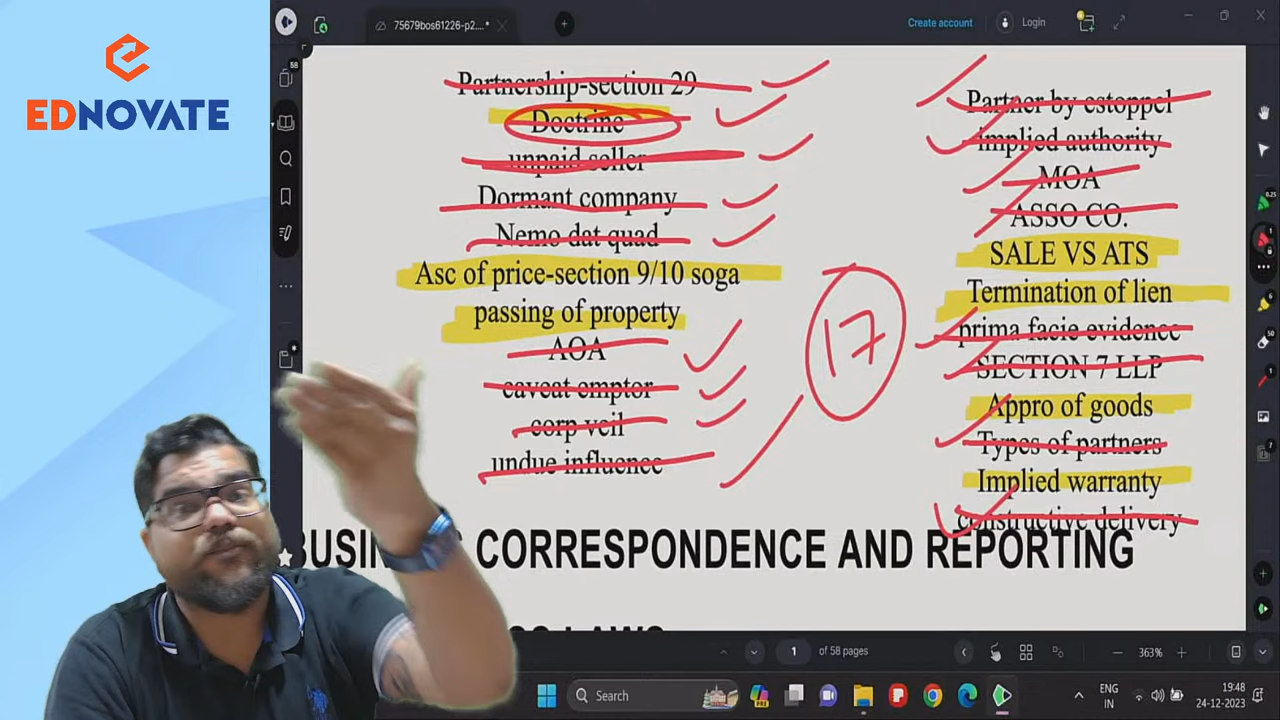 EDNOVATE
75679bos61226-p2....*
Create account
Login
58
Partnership-section 29
Doctrine
unpaid seller
Dormant company
Nemo dat quad
Asc of price-section 9/10 soga
passing of property
AOA
caveat emptor
corp veil
undue influence
17
Partner by estoppel
implied authority
MOA
ASSO CO.
SALE VS ATS
Termination of lien
prima facie evidence
SECTION 7 LLP
Appro of goods
Types of partners
Implied warranty
constructive delivery
CORRESPONDENCE AND REPORTING
1 of 58 pages
363%
Search
ENG
IN
19:48
24-12-2023